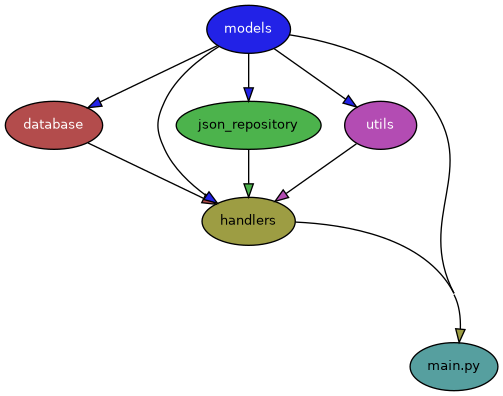 models
database
json_repository
utils
handlers
main.py